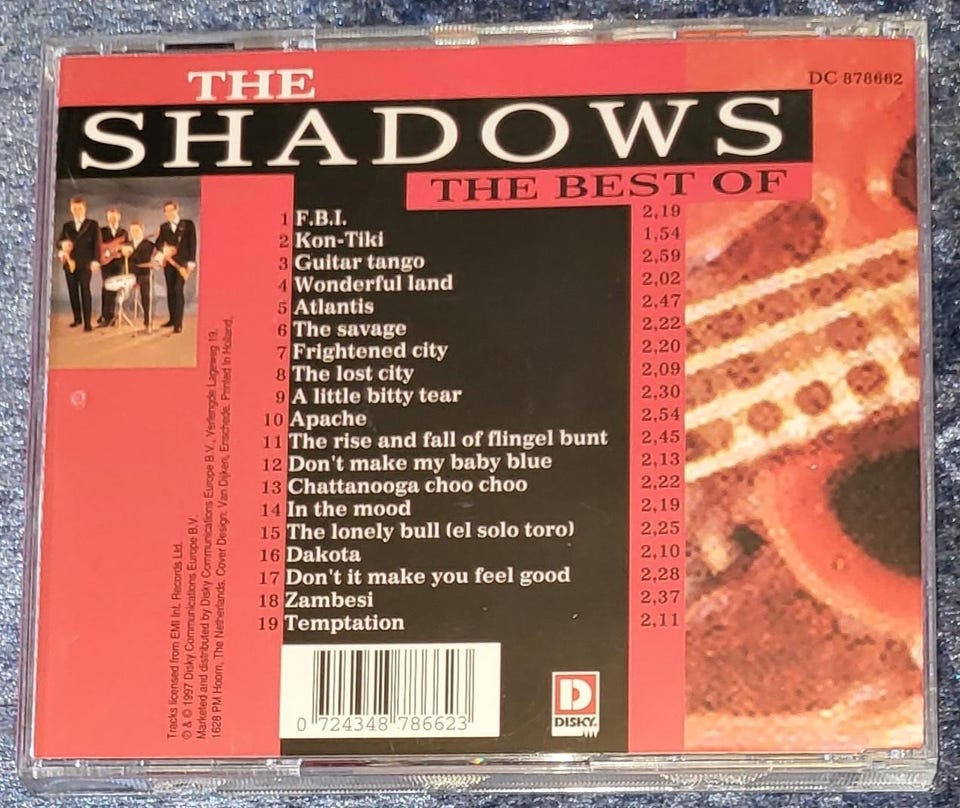 THE
DC 878662
SHADOWS
THE BEST OF
1 F.B.I. 2,19
2 Kon-Tiki 1,54
3 Guitar tango 2,59
4 Wonderful land 2,02
5 Atlantis 2,47
6 The savage 2,22
7 Frightened city 2,20
8 The lost city 2,09
9 A little bitty tear 2,30
10 Apache 2,54
11 The rise and fall of flingel bunt 2,45
12 Don't make my baby blue 2,13
13 Chattanooga choo choo 2,22
14 In the mood 2,19
15 The lonely bull (el solo toro) 2,25
16 Dakota 2,10
17 Don't it make you feel good 2,28
18 Zambesi 2,37
19 Temptation 2,11
Tracks licensed from EMI Int. Records Ltd.
℗ & © 1997 Disky Communications Europe B.V.
Marketed and distributed by Disky Communications Europe B.V., Verlengde Lageweg 19,
1628 PM Hoorn, The Netherlands. Cover Design: Van Dijken, Enschede. Printed in Holland.
0 724348 786623
D
DISKY